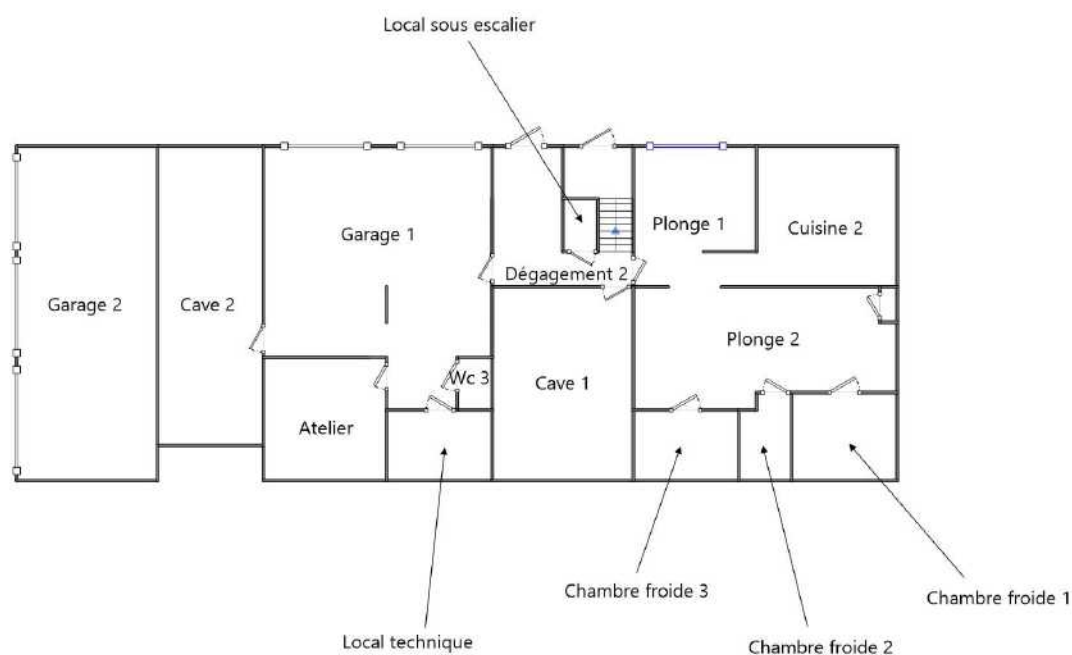 Local sous escalier
Plonge 1
Cuisine 2
Garage 1
Dégagement 2
Garage 2
Cave 2
Plonge 2
Wc 3
Cave 1
Atelier
Chambre froide 3
Chambre froide 1
Local technique
Chambre froide 2